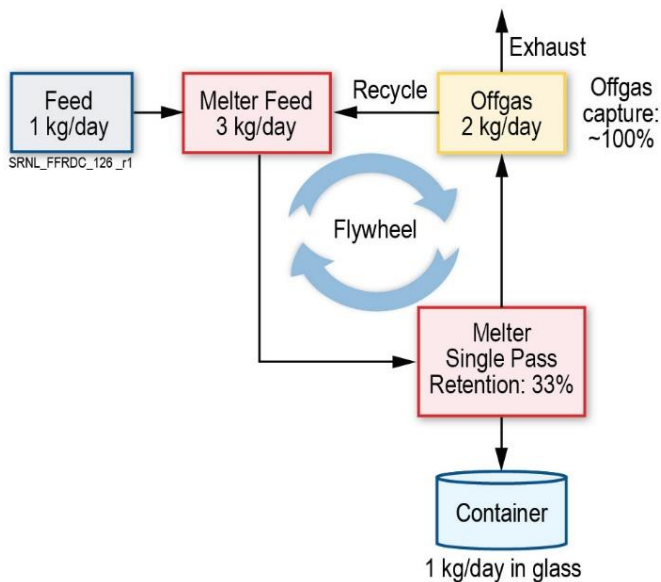 Exhaust
Feed
1 kg/day
SRNL_FFRDC_126 _r1
Melter Feed
3 kg/day
Recycle
Offgas
2 kg/day
Offgas
capture:
~100%
Flywheel
Melter
Single Pass
Retention: 33%
Container
1 kg/day in glass